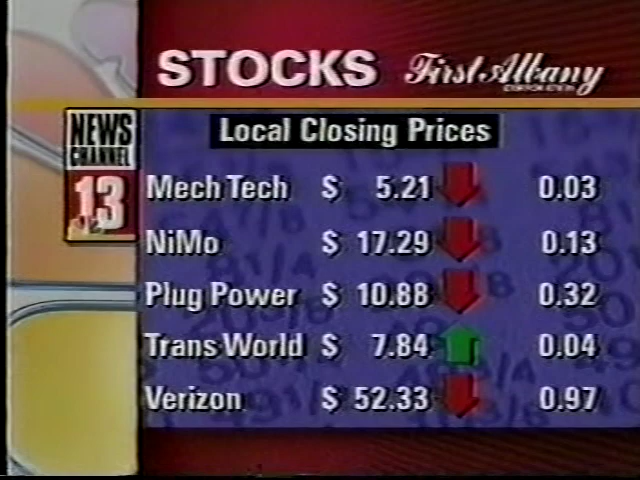 STOCKS First Albany
CORPORATION
NEWS
CHANNEL
13
Local Closing Prices
Mech Tech $ 5.21 0.03
NiMo $ 17.29 0.13
Plug Power $ 10.88 0.32
Trans World $ 7.84 0.04
Verizon $ 52.33 0.97